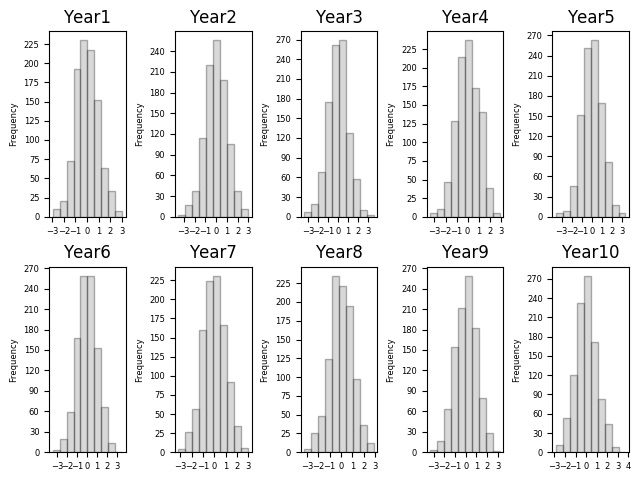 Year1 Year2 Year3 Year4 Year5
225 240 270 225 270
200 210 240 200 240
175 180 210 175 210
150 150 180 150 180
125 120 150 125 150
100 90 120 100 120
75 60 90 75 90
50 30 60 50 60
25 0 30 25 30
0 0 0 0
Frequency Frequency Frequency Frequency Frequency
−3 −2 −1 0 1 2 3 −3 −2 −1 0 1 2 3 −3 −2 −1 0 1 2 3 −3 −2 −1 0 1 2 3 −3 −2 −1 0 1 2 3
Year6 Year7 Year8 Year9 Year10
270 225 225 270 270
240 200 200 240 240
210 175 175 210 210
180 150 150 180 180
150 125 125 150 150
120 100 100 120 120
90 75 75 90 90
60 50 50 60 60
30 25 25 30 30
0 0 0 0 0
Frequency Frequency Frequency Frequency Frequency
−3 −2 −1 0 1 2 3 −3 −2 −1 0 1 2 3 −3 −2 −1 0 1 2 3 −3 −2 −1 0 1 2 3 −3 −2 −1 0 1 2 3 4